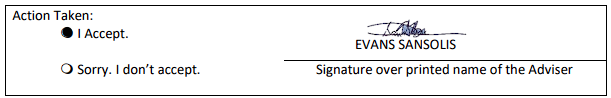 Action Taken:
I Accept.
EVANS SANSOLIS
Sorry. I don't accept.
Signature over printed name of the Adviser